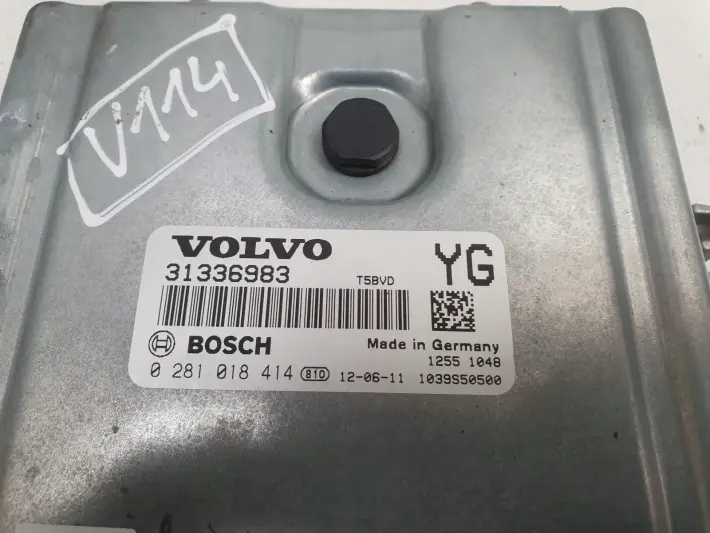 V114
VOLVO
31336983
T5BVD
YG
BOSCH
Made in Germany
1255 1048
0 281 018 414 810 12-06-11 1039S50500